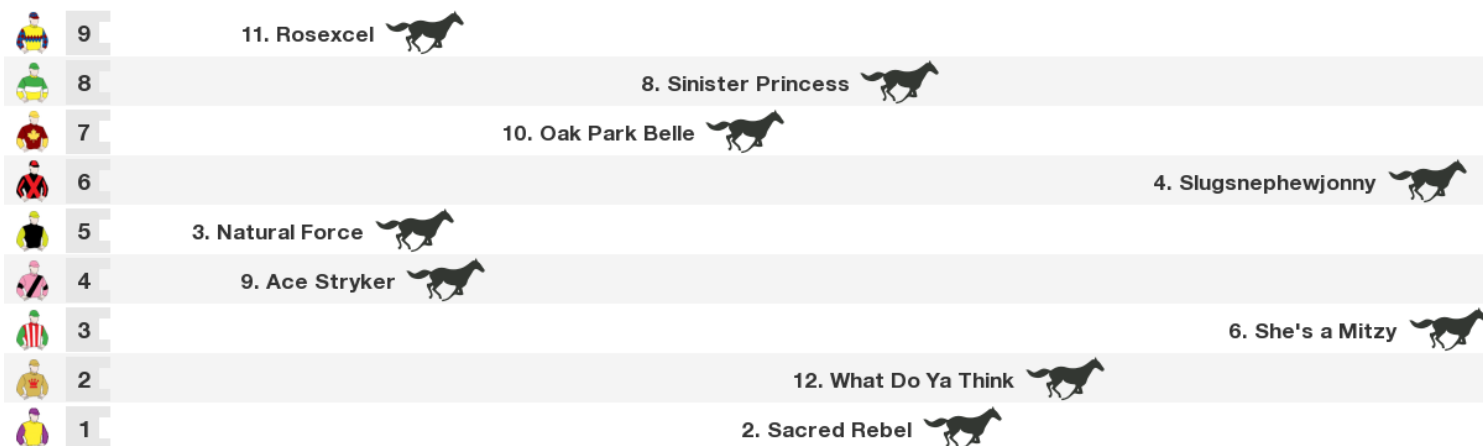 9 11. Rosexcel
8 8. Sinister Princess
7 10. Oak Park Belle
6 4. Slugsnephewjonny
5 3. Natural Force
4 9. Ace Stryker
3 6. She's a Mitzy
2 12. What Do Ya Think
1 2. Sacred Rebel